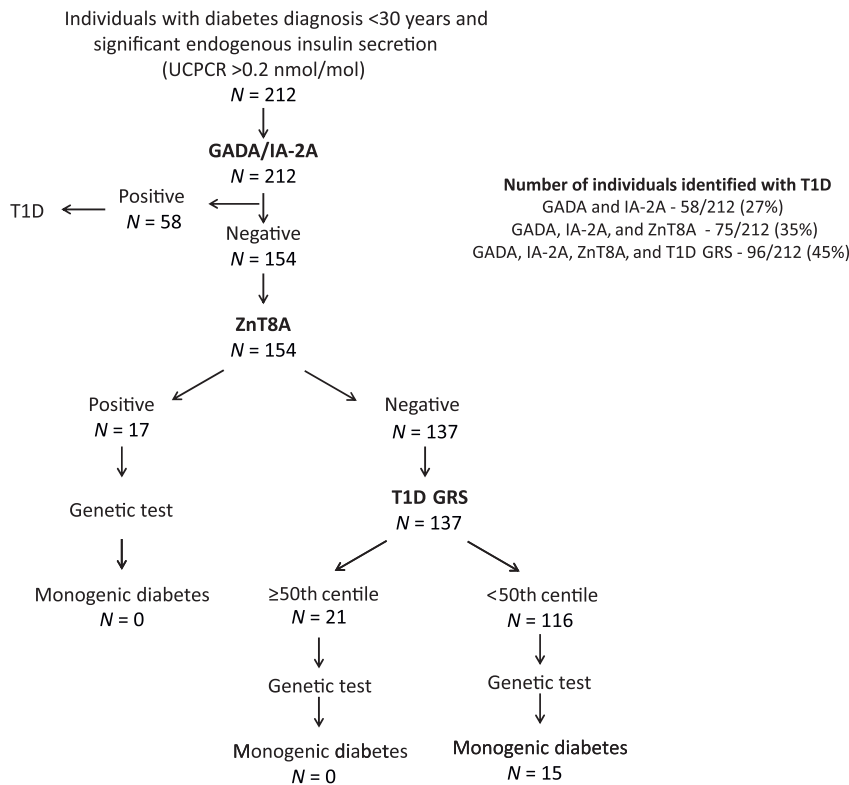 Individuals with diabetes diagnosis <30 years and
significant endogenous insulin secretion
(UCPCR >0.2 nmol/mol)
N = 212
GADA/IA-2A
N = 212
T1D
Positive
N = 58
Negative
N = 154
Number of individuals identified with T1D
GADA and IA-2A - 58/212 (27%)
GADA, IA-2A, and ZnT8A - 75/212 (35%)
GADA, IA-2A, ZnT8A, and T1D GRS - 96/212 (45%)
ZnT8A
N = 154
Positive
N = 17
Negative
N = 137
Genetic test
T1D GRS
N = 137
Monogenic diabetes
N = 0
≥50th centile
N = 21
<50th centile
N = 116
Genetic test
Genetic test
Monogenic diabetes
N = 0
Monogenic diabetes
N = 15